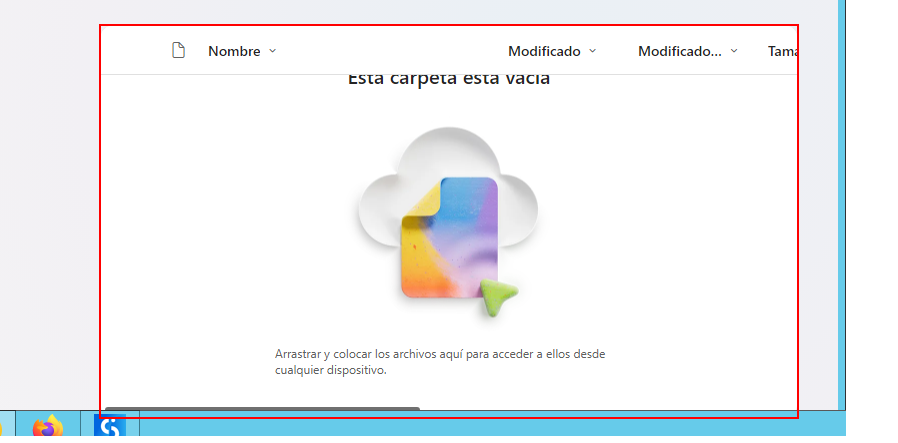 Nombre Modificado Modificado... Tama
Esta carpeta está vacía
Arrastrar y colocar los archivos aquí para acceder a ellos desde
cualquier dispositivo.